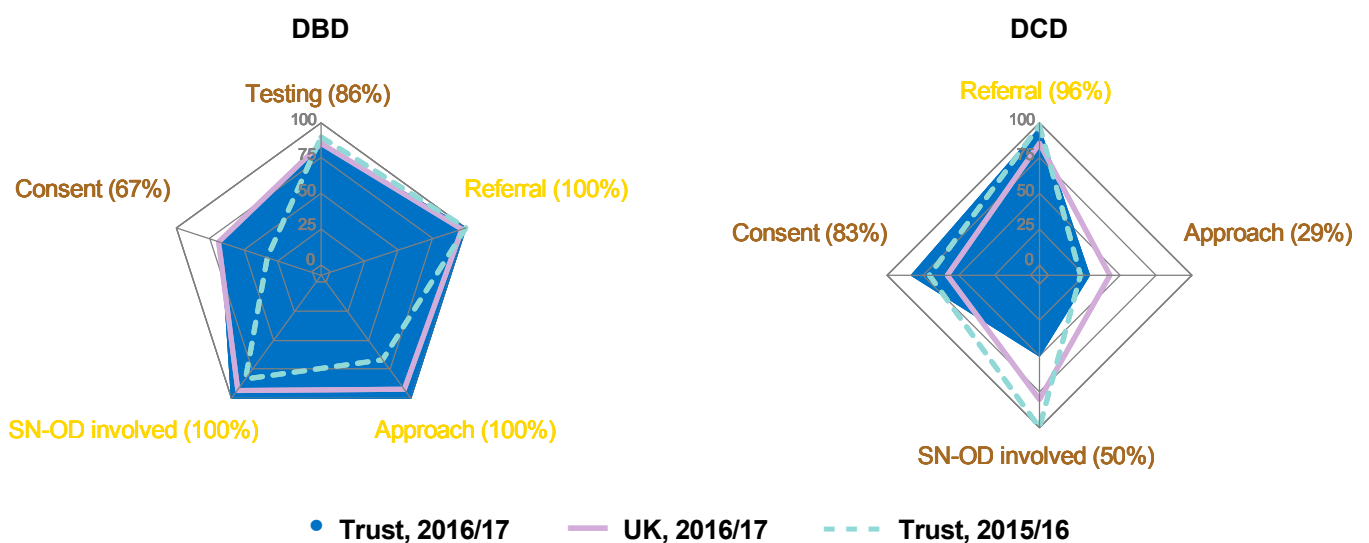 DBD
Testing (86%)
100
75
50
25
0
Consent (67%)
Referral (100%)
SN-OD involved (100%)
Approach (100%)
DCD
Referral (96%)
100
75
50
25
0
Consent (83%)
Approach (29%)
SN-OD involved (50%)
Trust, 2016/17
UK, 2016/17
Trust, 2015/16